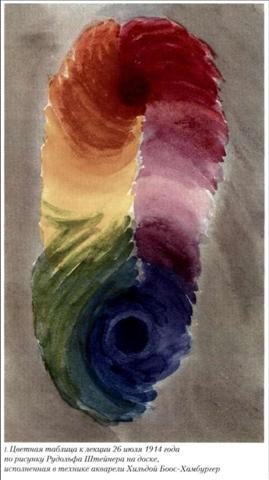 1. Цветная таблица к лекции 26 июля 1914 года
по рисунку Рудольфа Штейнера на доске,
исполненная в технике акварели Хильдой Боос-Хамбургер